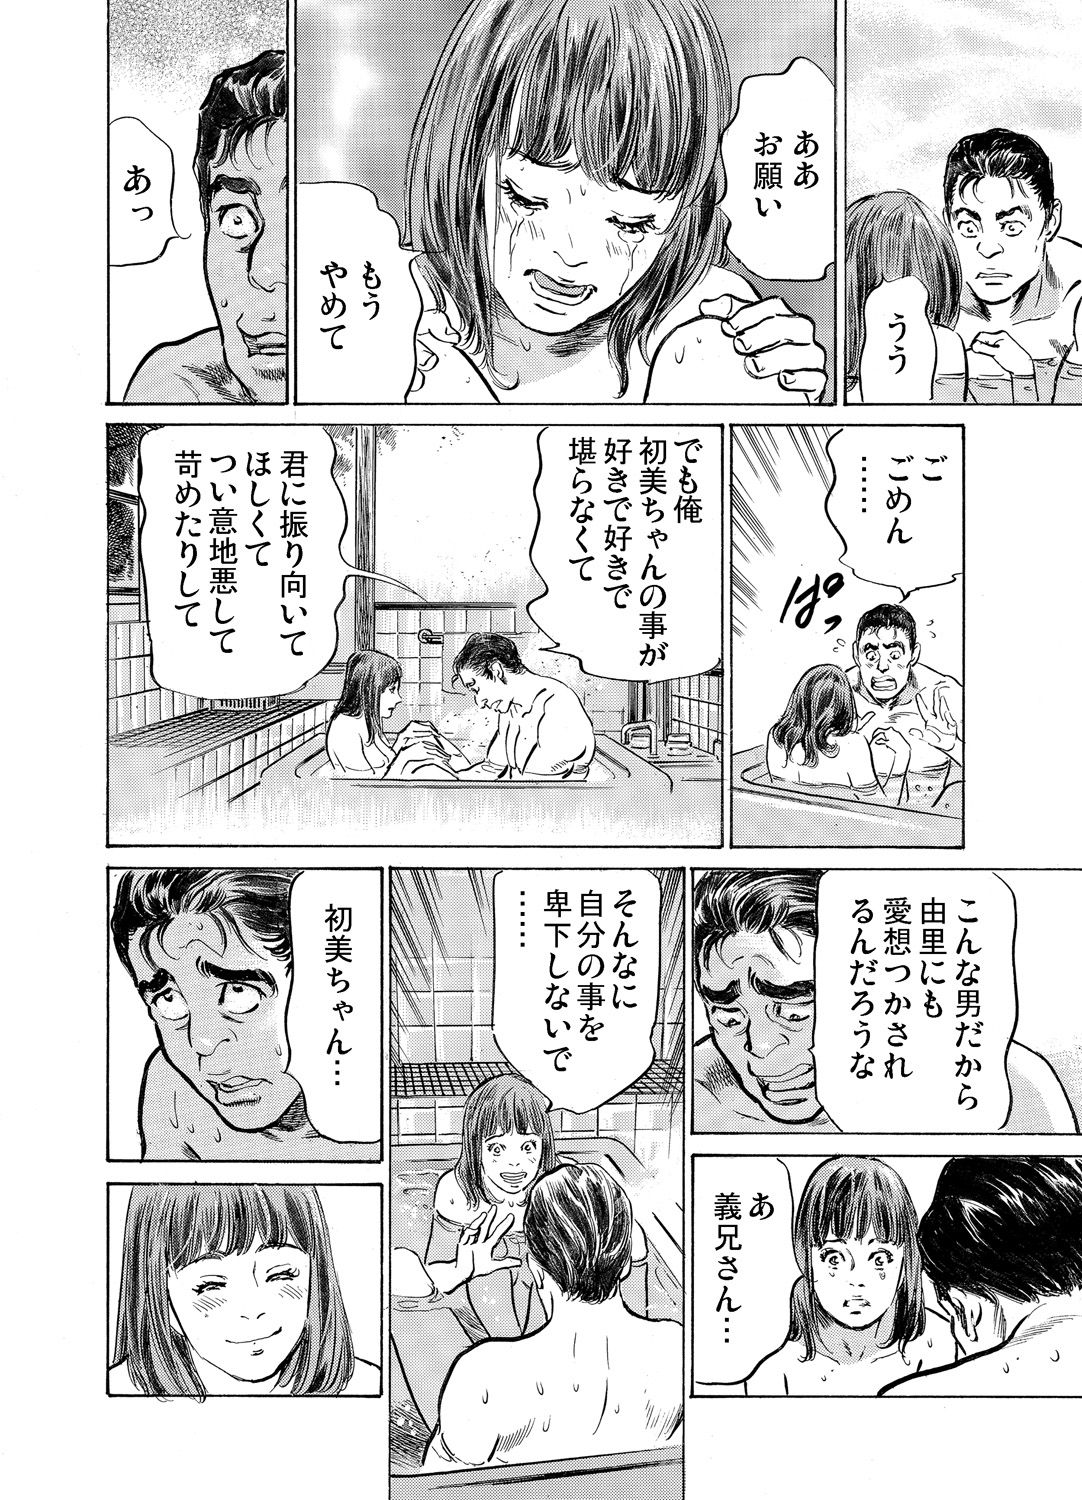 うう
ああ
お願い
もう
やめて
あっ
ご
ごめん
……
ぱっ
でも俺
初美ちゃんの事が
好きで好きで
堪らなくて
君に振り向いて
ほしくて
つい意地悪して
苛めたりして
こんな男だから
由里にも
愛想つかされ
るんだろうな
あ
義兄さん…
そんなに
自分の事を
卑下しないで
……
初美ちゃん…